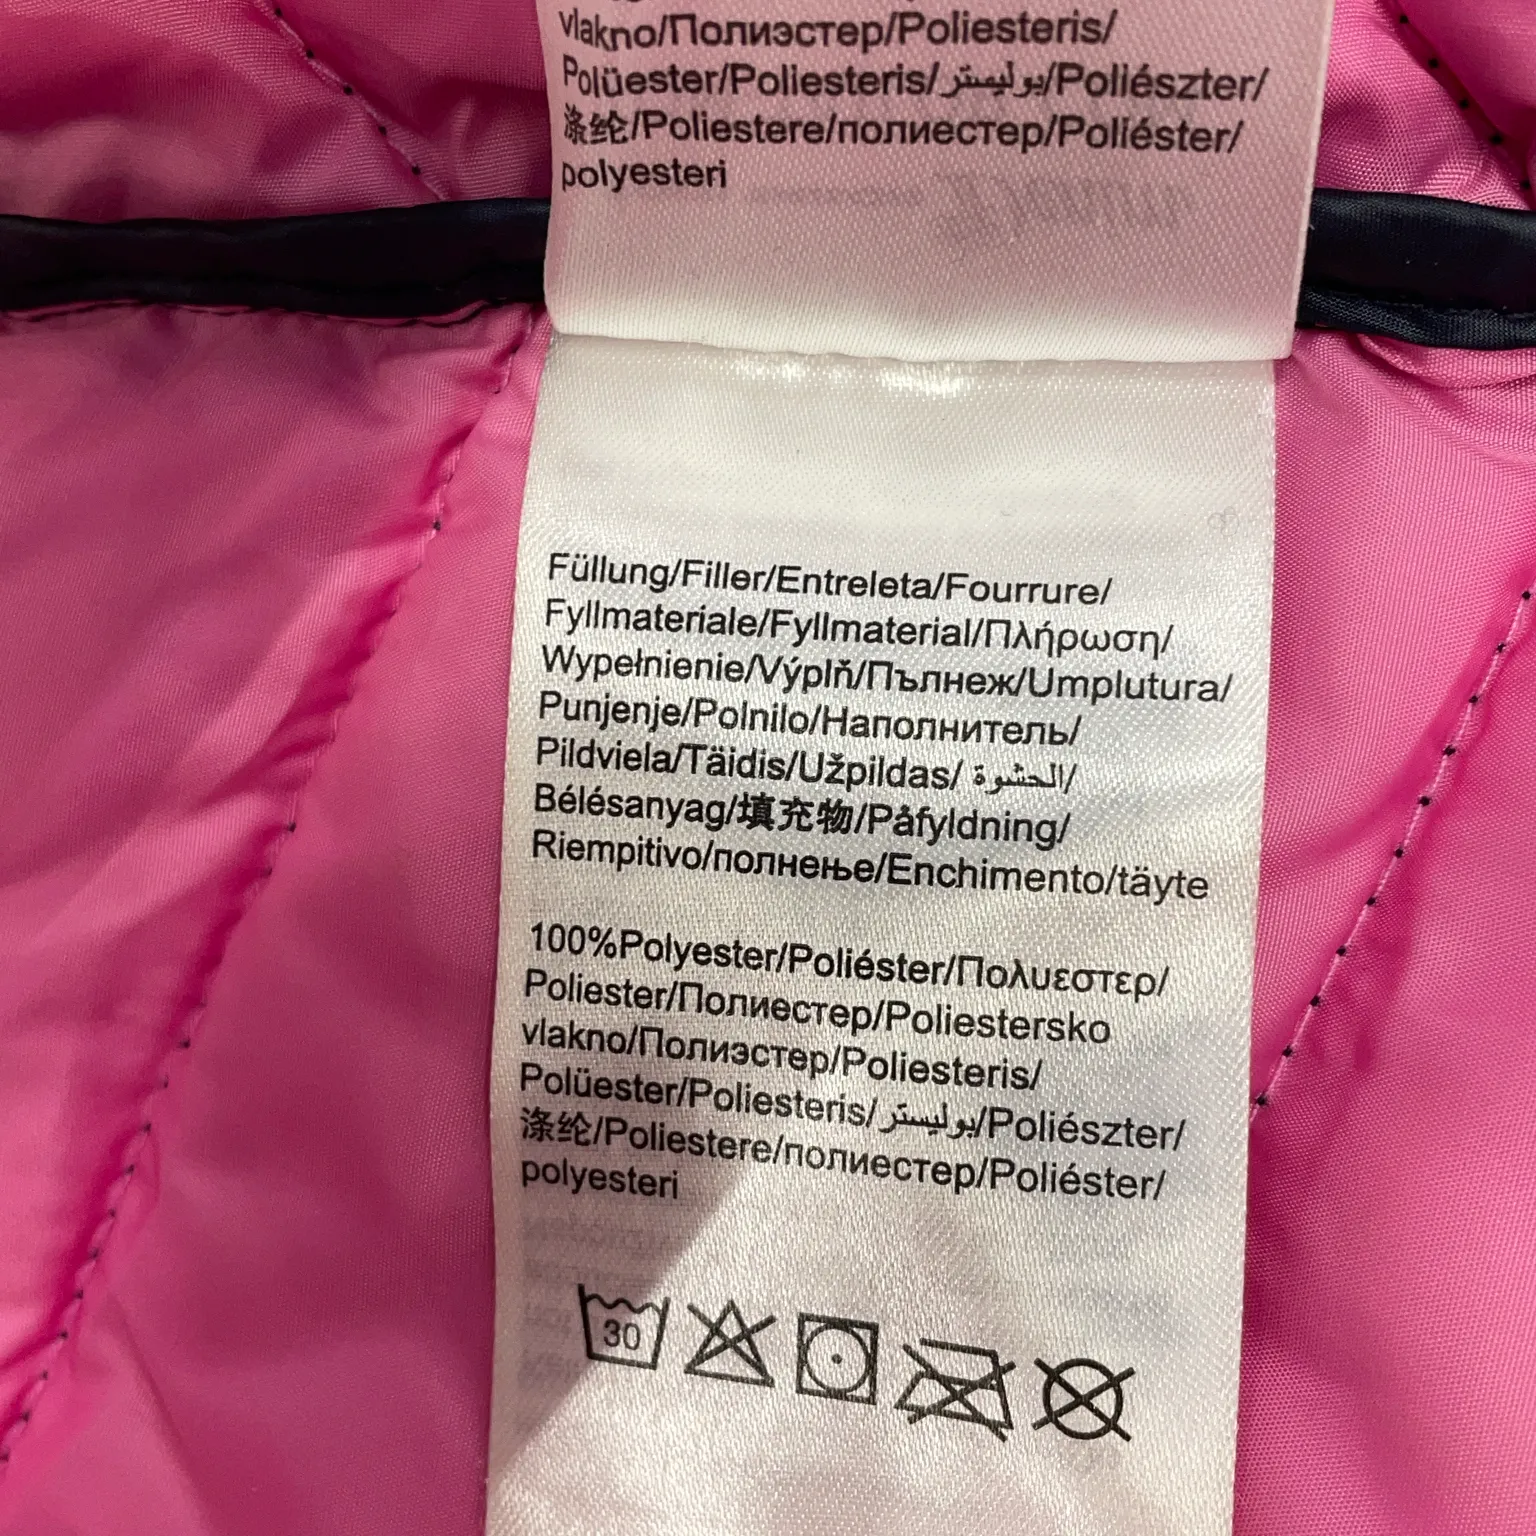 vlakno/Полиэстер/Poliesteris/
Polüester/Poliesteris/بوليستر/Poliészter/
涤纶/Poliestere/полиестер/Poliéster/
polyesteri
Füllung/Filler/Entreleta/Fourrure/
Fyllmateriale/Fyllmaterial/Πλήρωση/
Wypełnienie/Výplň/Пълнеж/Umplutura/
Punjenje/Polnilo/Наполнитель/
Pildviela/Täidis/Užpildas/ الحشوة/
Bélésanyag/填充物/Påfyldning/
Riempitivo/полнење/Enchimento/täyte
100%Polyester/Poliéster/Πολυεστερ/
Poliester/Полиестер/Poliestersko
vlakno/Полиэстер/Poliesteris/
Polüester/Poliesteris/بوليستر/Poliészter/
涤纶/Poliestere/полиестер/Poliéster/
polyesteri
30